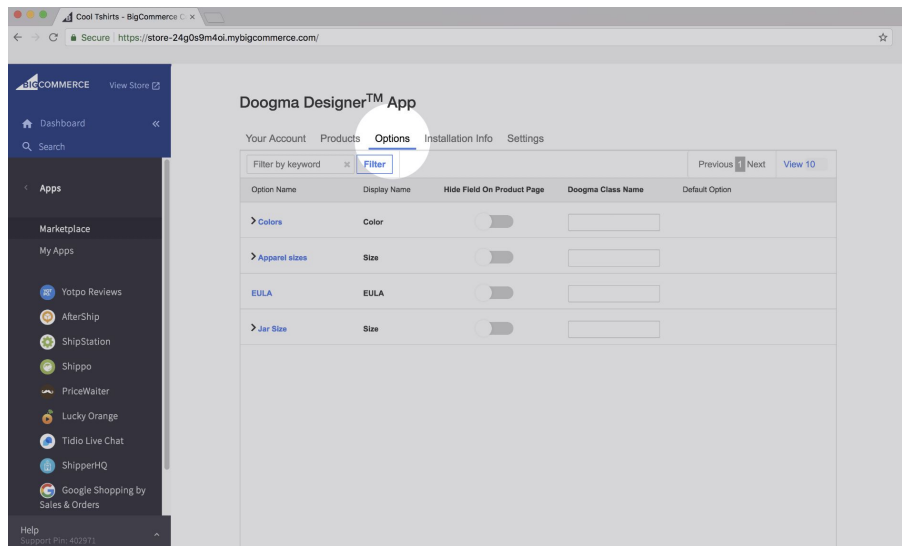 Cool Tshirts - BigCommerce C
Secure https://store-24g0s9m4oi.mybigcommerce.com/
BIGCOMMERCE View Store
Dashboard
Search
Apps
Marketplace
My Apps
Yotpo Reviews
AfterShip
ShipStation
Shippo
PriceWaiter
Lucky Orange
Tidio Live Chat
ShipperHQ
Google Shopping by
Sales & Orders
Help
Support Pin: 402971
Doogma Designer™ App
Your Account Products Options Installation Info Settings
Filter by keyword × Filter Previous 1 Next View 10
Option Name Display Name Hide Field On Product Page Doogma Class Name Default Option
Colors Color
Apparel sizes Size
EULA EULA
Jar Size Size